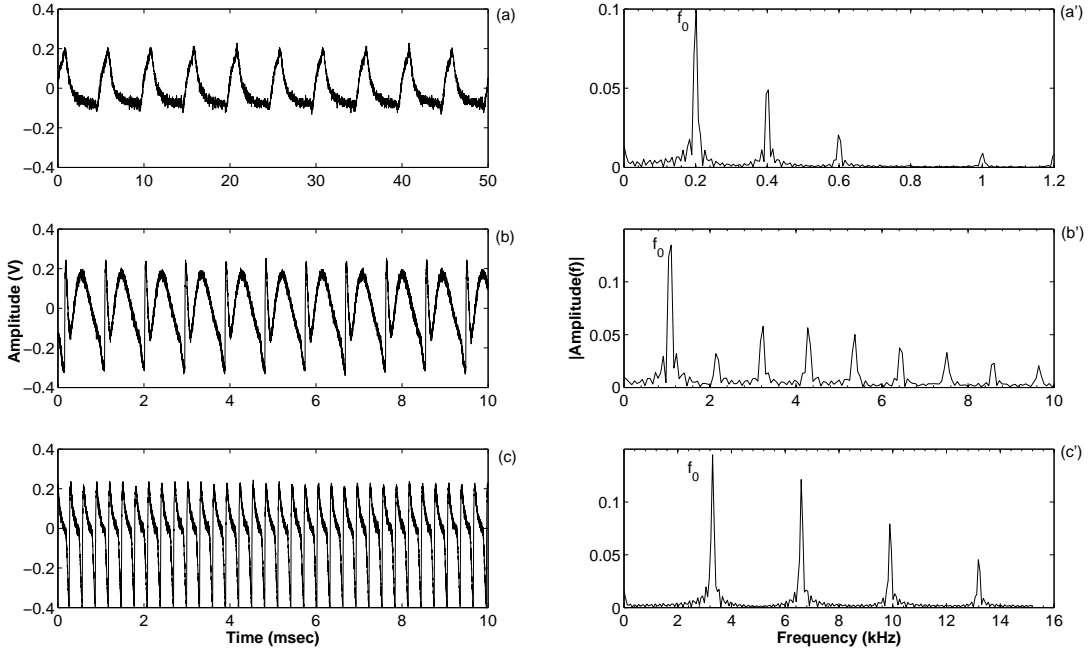 0.4
0.2
0
−0.2
−0.4
0 10 20 30 40 50
(a)
0.1
0.05
0
0 0.2 0.4 0.6 0.8 1 1.2
f0
(a')
0.4
0.2
0
−0.2
−0.4
0 2 4 6 8 10
(b)
Amplitude (V)
0.1
0.05
0
0 2 4 6 8 10
f0
(b')
|Amplitude(f)|
0.4
0.2
0
−0.2
−0.4
0 2 4 6 8 10
(c)
Time (msec)
0.1
0.05
0
0 2 4 6 8 10 12 14 16
f0
(c')
Frequency (kHz)